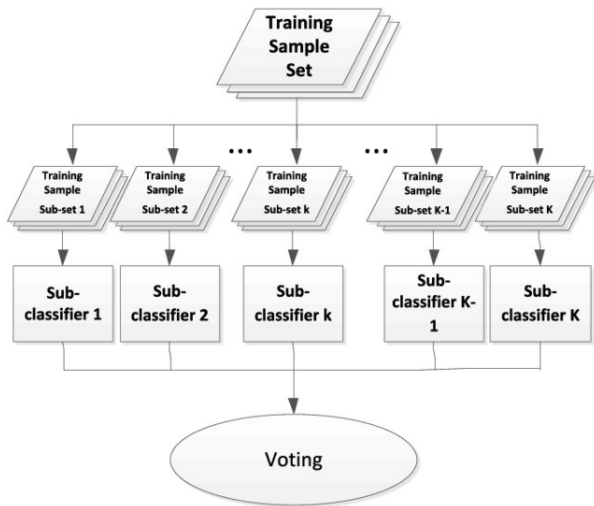 Training
Sample
Set
... ...
Training
Sample
Sub-set 1
Training
Sample
Sub-set 2
Training
Sample
Sub-set k
Training
Sample
Sub-set K-1
Training
Sample
Sub-set K
Sub-
classifier 1
Sub-
classifier 2
Sub-
classifier k
Sub-
classifier K-
1
Sub-
classifier K
Voting